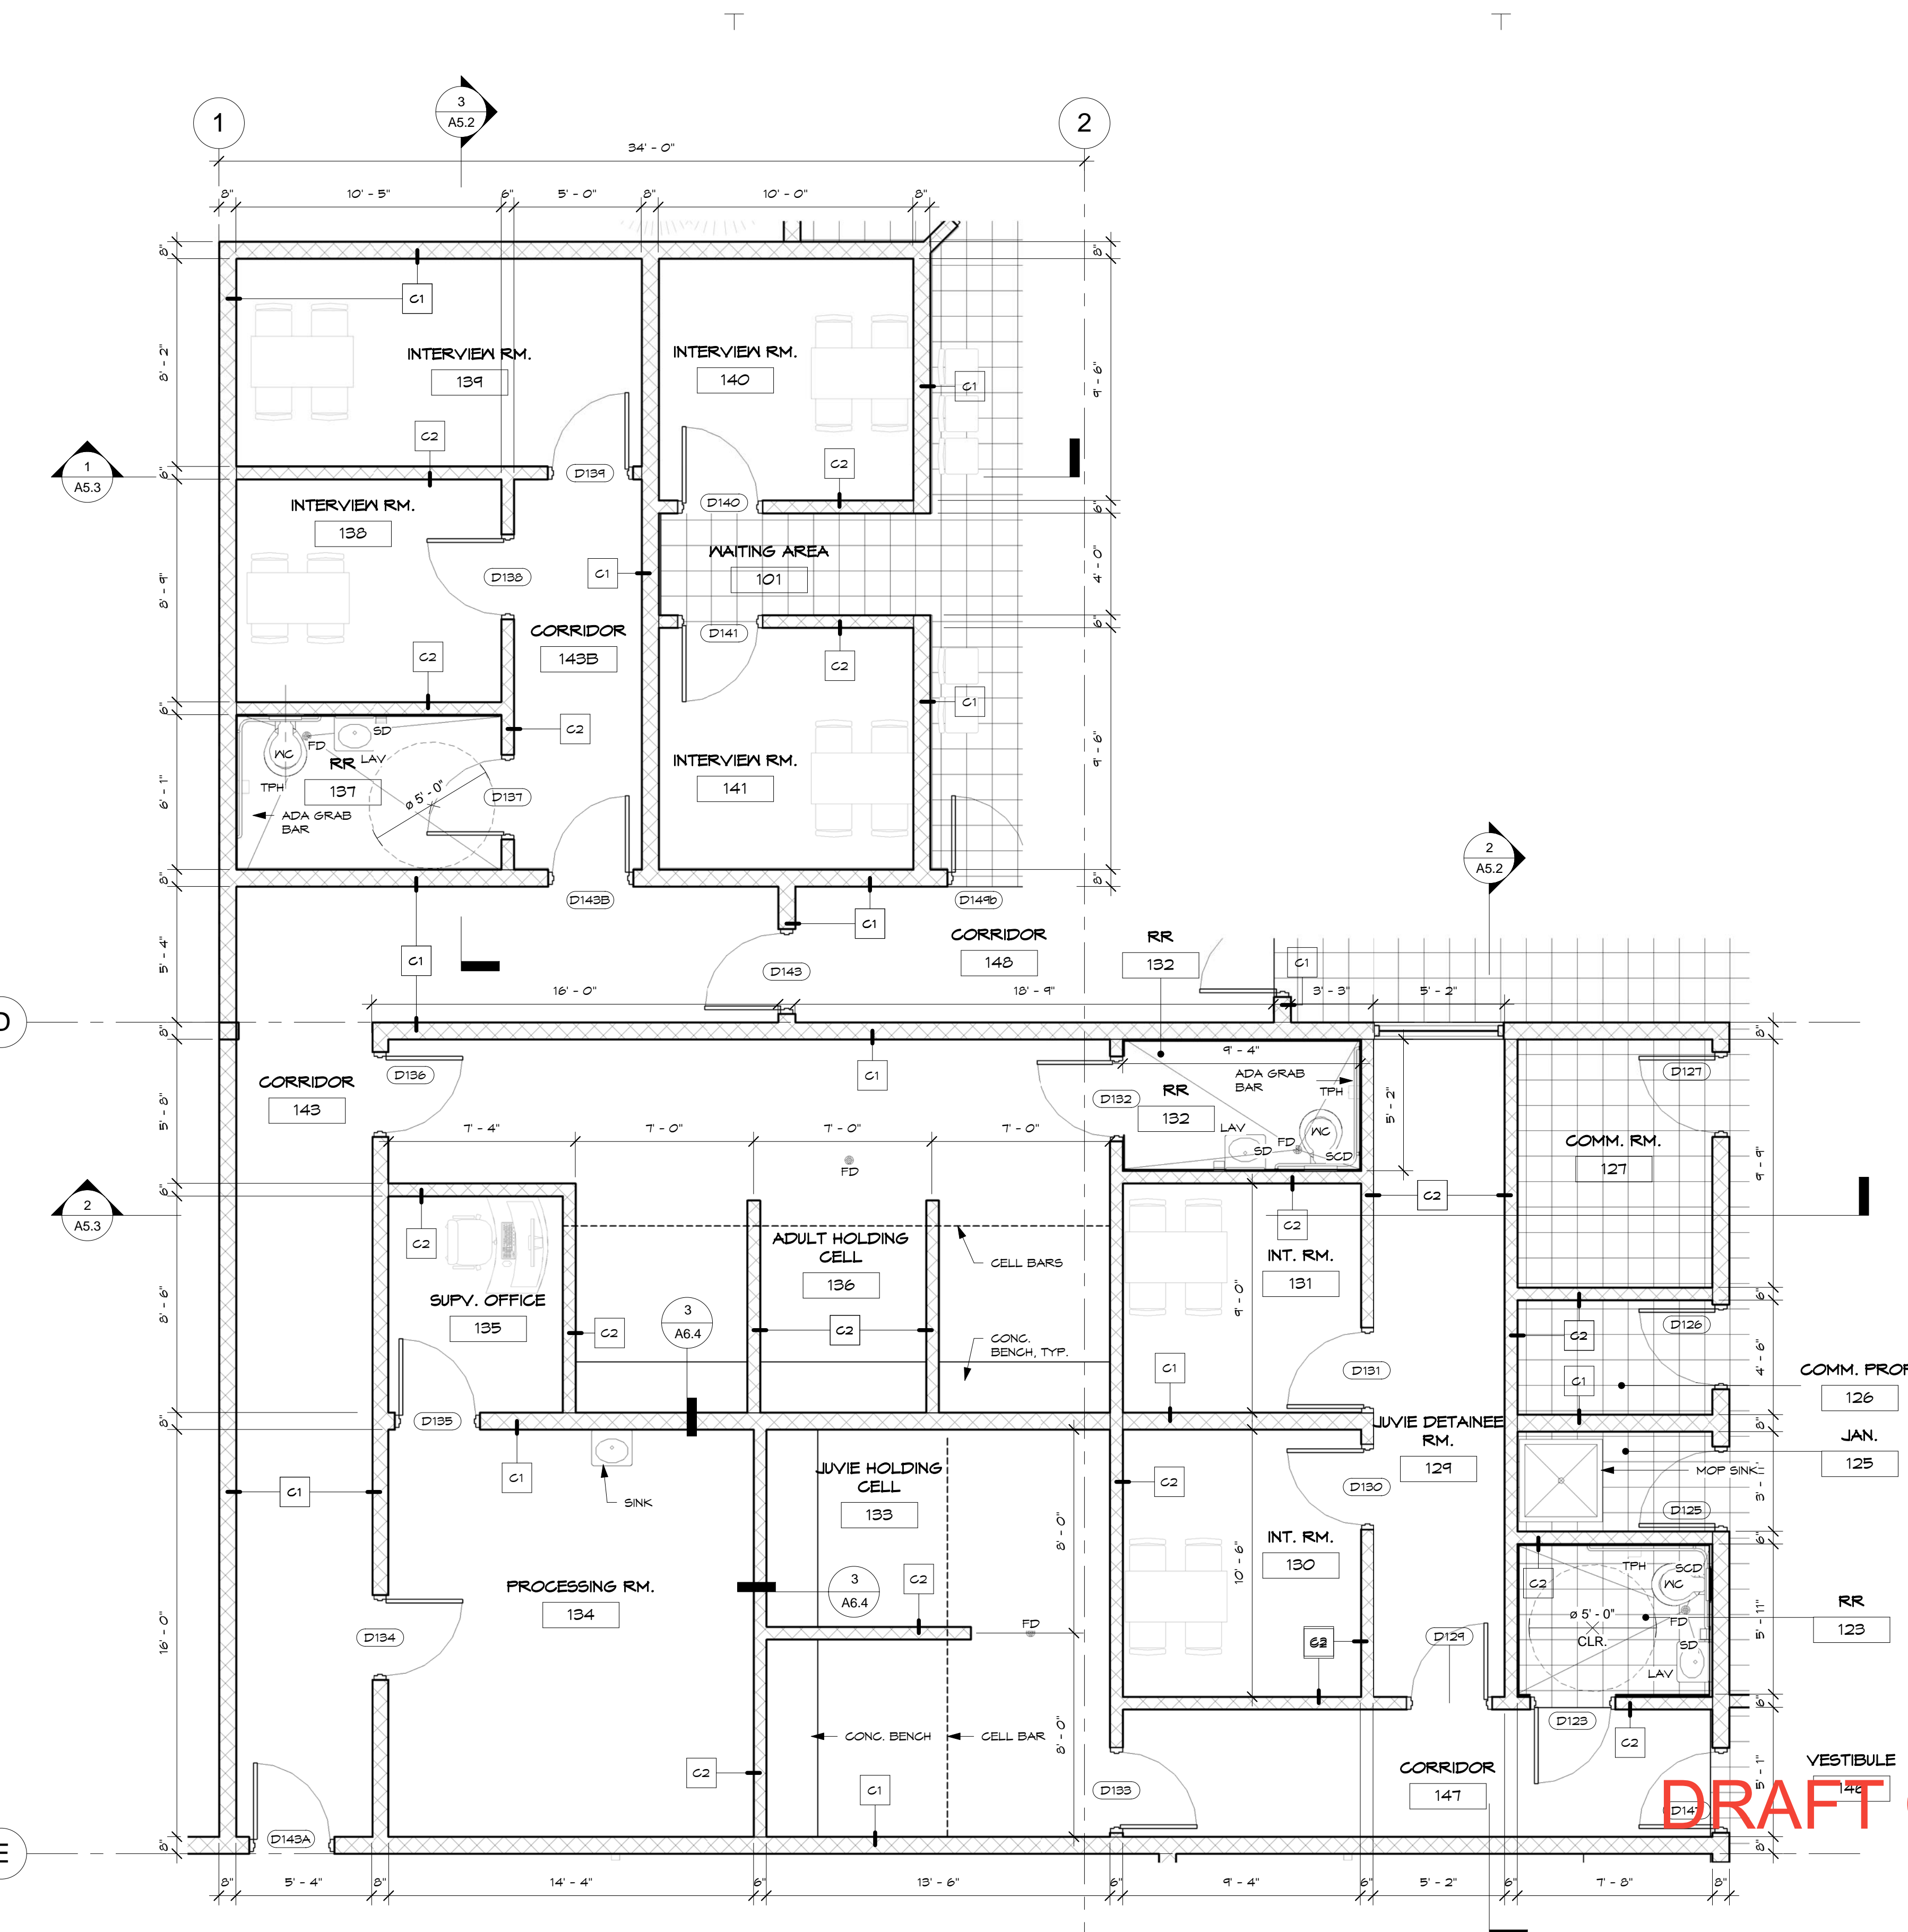 3
A5.2
1
2
34' - 0"
8"
10' - 5"
6"
5' - 0"
8"
10' - 0"
8"
8"
8"
C1
INTERVIEW RM.
139
INTERVIEW RM.
140
8' - 2"
9' - 6"
C1
C2
C2
1
A5.3
6"
D139
D140
6"
INTERVIEW RM.
138
WAITING AREA
101
4' - 0"
8' - 9"
D138
C1
CORRIDOR
143B
D141
6"
C2
C2
C1
6"
C2
WC
FD
SD
LAV
RR
137
TPH
ADA GRAB
BAR
ø 5' - 0"
D137
6' - 1"
INTERVIEW RM.
141
9' - 6"
2
A5.2
8"
8"
D143B
D149b
C1
CORRIDOR
148
RR
132
5' - 4"
C1
D143
C1
16' - 0"
18' - 9"
3' - 3"
5' - 2"
D
8"
8"
D136
C1
9' - 4"
ADA GRAB
BAR
TPH
D127
CORRIDOR
143
D132
RR
132
5' - 2"
5' - 8"
7' - 4"
7' - 0"
7' - 0"
7' - 0"
LAV
SD
FD
WC
SCD
COMM. RM.
127
9' - 9"
FD
6"
2
A5.3
C2
C2
C2
ADULT HOLDING
CELL
136
CELL BARS
INT. RM.
131
SUPV. OFFICE
135
8' - 6"
9' - 0"
6"
3
A6.4
C2
C2
CONC.
BENCH, TYP.
D126
C2
C1
D131
C1
4' - 6"
COMM. PROF
126
8"
D135
JUVIE DETAINEE
RM.
129
8"
JAN.
125
C1
JUVIE HOLDING
CELL
133
C2
MOP SINK
C1
SINK
D130
3' -
D125
8' - 0"
INT. RM.
130
6"
10' - 6"
PROCESSING RM.
134
3
A6.4
C2
C2
TPH
SCD
WC
RR
123
ø 5' - 0"
CLR.
FD
SD
LAV
5' - 11"
16' - 0"
D134
FD
C2
D129
6"
D123
CONC. BENCH
CELL BAR
8' - 0"
C2
C2
CORRIDOR
147
VESTIBULE
146
C1
D133
5' - 1"
D147
DRAFT
E
8"
D143A
8"
8"
5' - 4"
8"
14' - 4"
6"
13' - 6"
6"
9' - 4"
6"
5' - 2"
6"
7' - 8"
8"